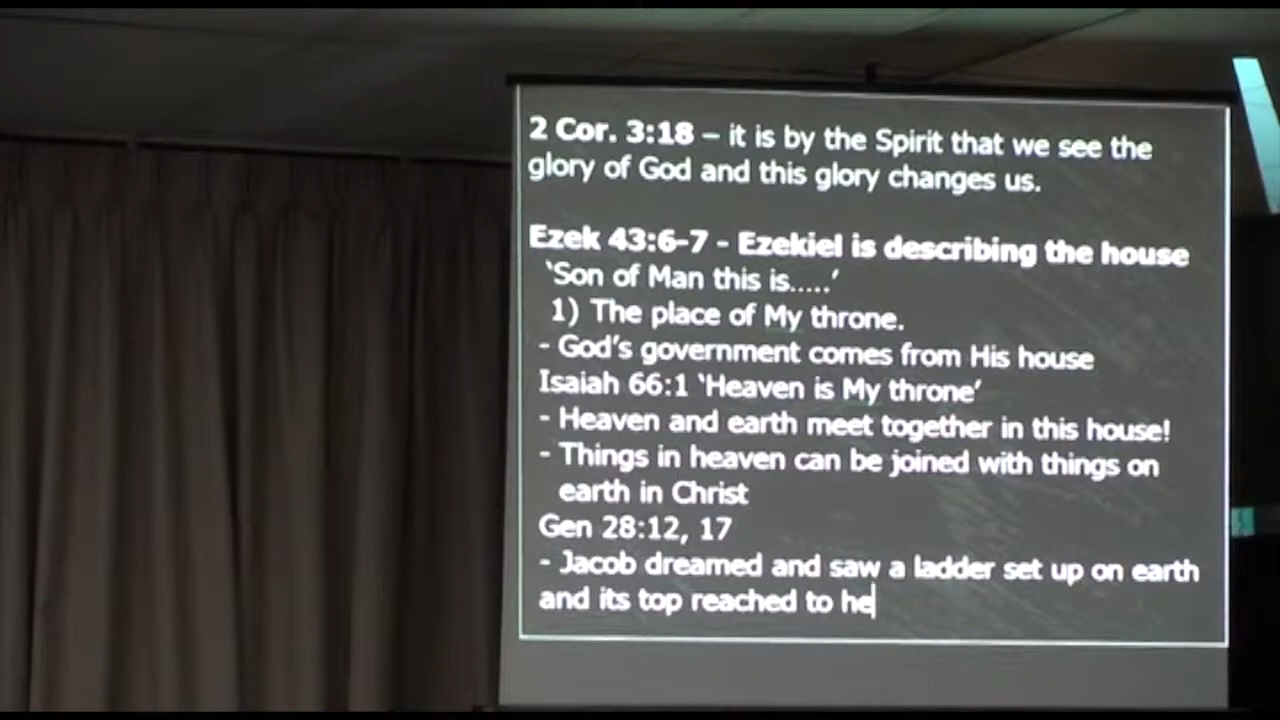 2 Cor. 3:18 – it is by the Spirit that we see the
glory of God and this glory changes us.
Ezek 43:6-7 - Ezekiel is describing the house
‘Son of Man this is.....’
1) The place of My throne.
- God’s government comes from His house
Isaiah 66:1 ‘Heaven is My throne’
- Heaven and earth meet together in this house!
- Things in heaven can be joined with things on
earth in Christ
Gen 28:12, 17
- Jacob dreamed and saw a ladder set up on earth
and its top reached to he